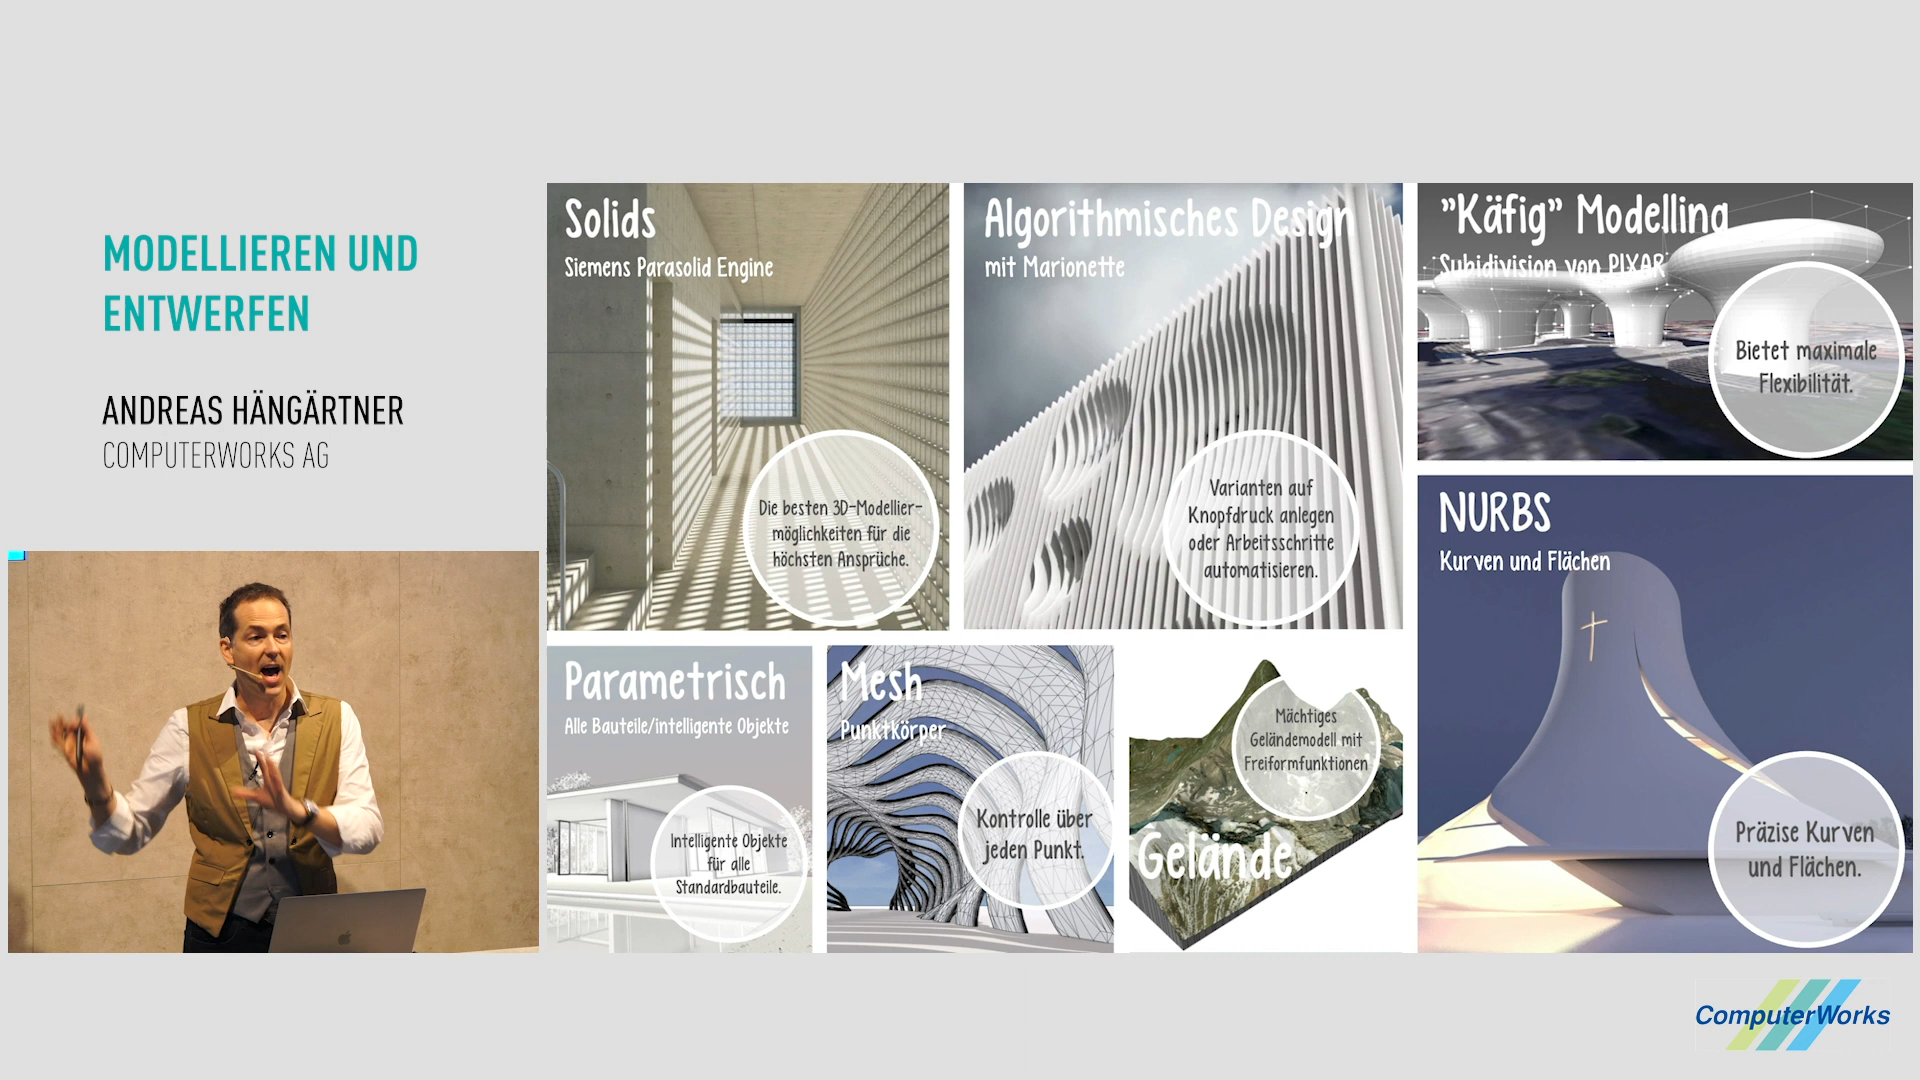 MODELLIEREN UND
ENTWERFEN
ANDREAS HÄNGÄRTNER
COMPUTERWORKS AG
Solids
Siemens Parasolid Engine
Die besten 3D-Modellier-
möglichkeiten für die
höchsten Ansprüche.
Algorithmisches Design
mit Marionette
Varianten auf
Knopfdruck anlegen
oder Arbeitsschritte
automatisieren.
"Käfig" Modelling
Subidivision von PIXAR
Bietet maximale
Flexibilität.
NURBS
Kurven und Flächen
Präzise Kurven
und Flächen.
Parametrisch
Alle Bauteile/intelligente Objekte
Intelligente Objekte
für alle
Standardbauteile.
Mesh
Punktkörper
Kontrolle über
jeden Punkt.
Mächtiges
Geländemodell mit
Freiformfunktionen
.
Gelände
ComputerWorks